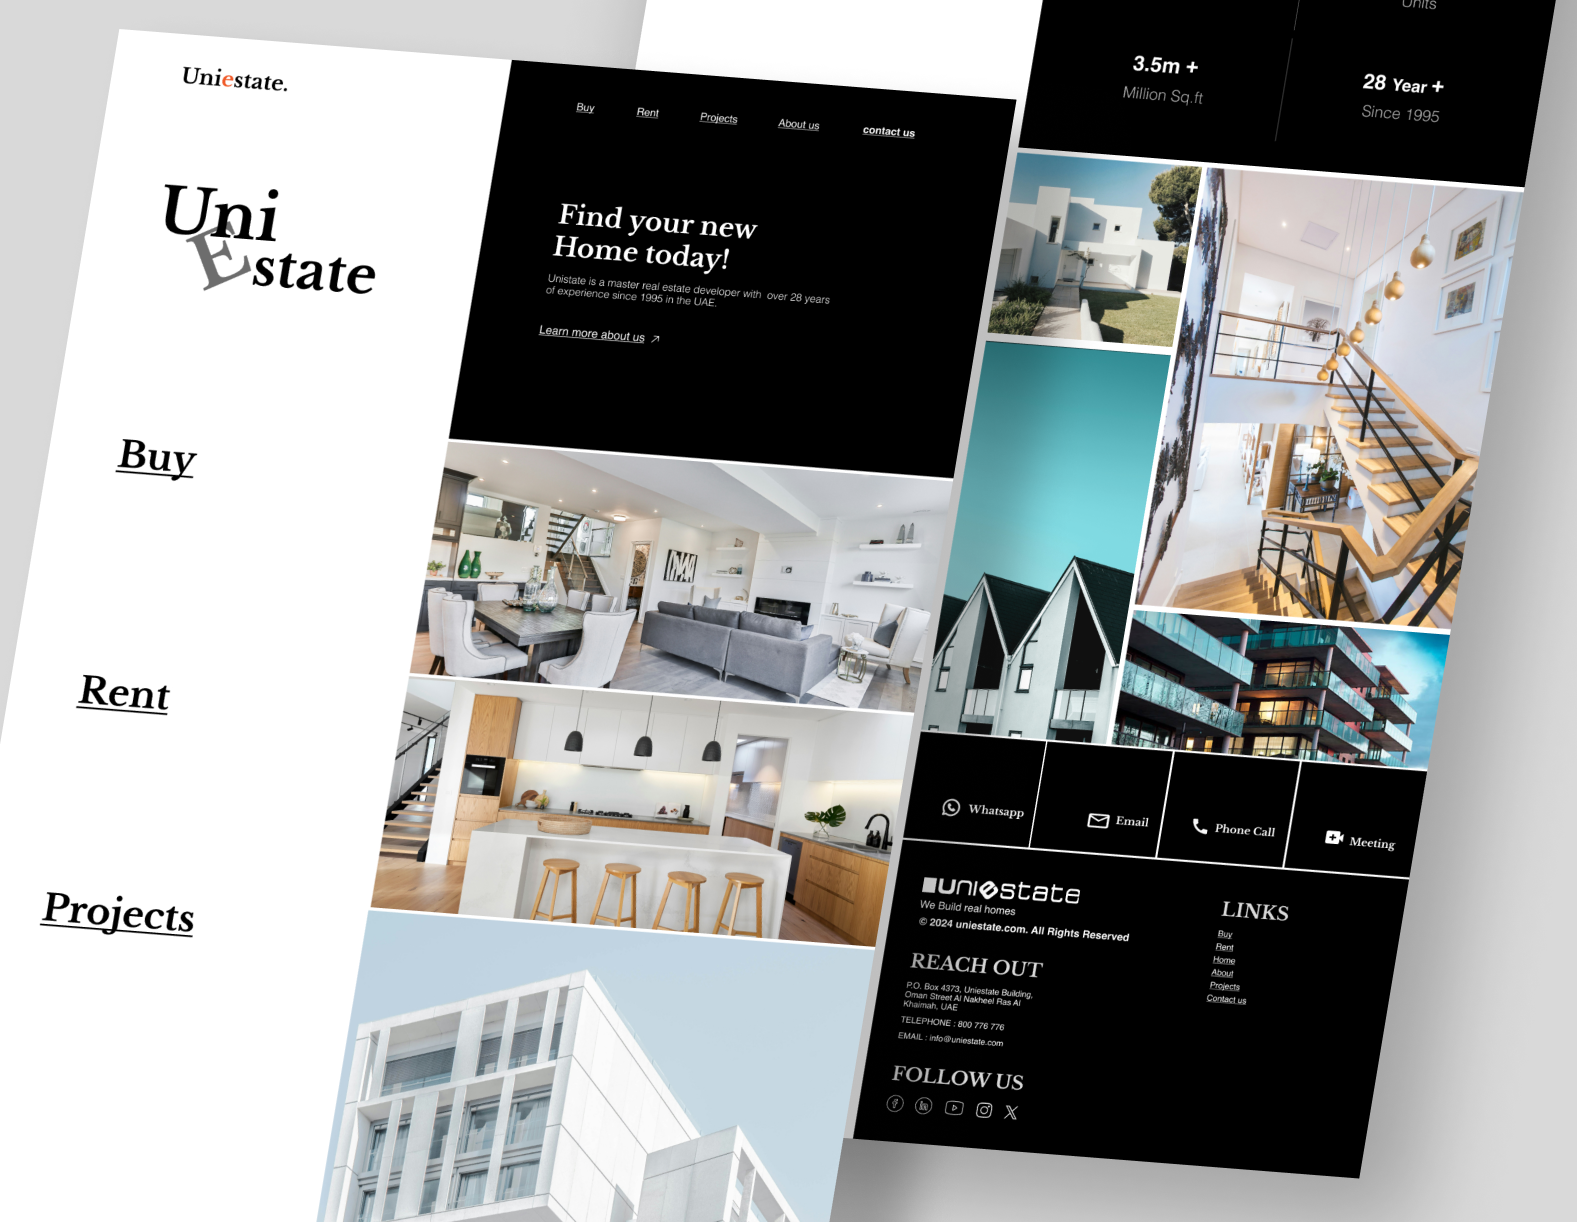 Uniestate.
Uni
Estate
Buy
Rent
Projects
Buy
Rent
Projects
About us
contact us
Find your new
Home today!
Unistate is a master real estate developer with over 28 years
of experience since 1995 in the UAE.
Learn more about us
Units
3.5m +
Million Sq.ft
28 Year +
Since 1995
Whatsapp
Email
Phone Call
Meeting
uniestate
We Build real homes
© 2024 uniestate.com. All Rights Reserved
REACH OUT
P.O. Box 4373, Uniestate Building,
Oman Street Al Nakheel Ras Al
Khaimah, UAE
TELEPHONE : 800 776 776
EMAIL : info@uniestate.com
FOLLOW US
LINKS
Buy
Rent
Home
About
Projects
Contact us